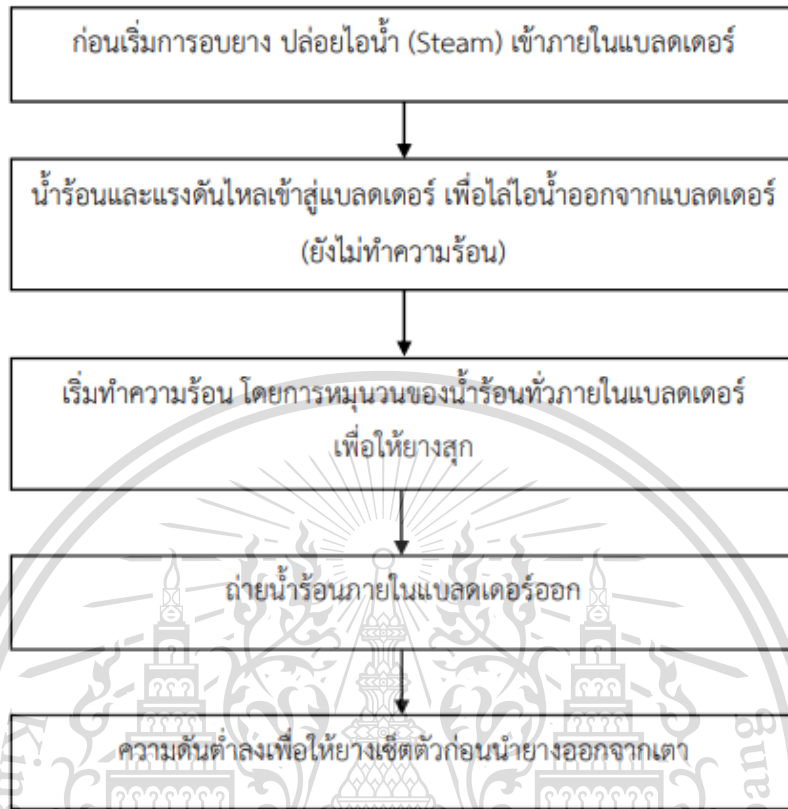 ก่อนเริ่มการอบยาง ปล่อยไอน้ำ (Steam) เข้าภายในแบลดเดอร์
น้ำร้อนและแรงดันไหลเข้าสู่แบลดเดอร์ เพื่อไล่ไอน้ำออกจากแบลดเดอร์
(ยังไม่ทำความร้อน)
เริ่มทำความร้อน โดยการหมุนวนของน้ำร้อนทั่วภายในแบลดเดอร์
เพื่อให้ยางสุก
ถ่ายน้ำร้อนภายในแบลดเดอร์ออก
ความดันต่ำลงเพื่อให้ยางเซ็ตตัวก่อนนำยางออกจากเตา